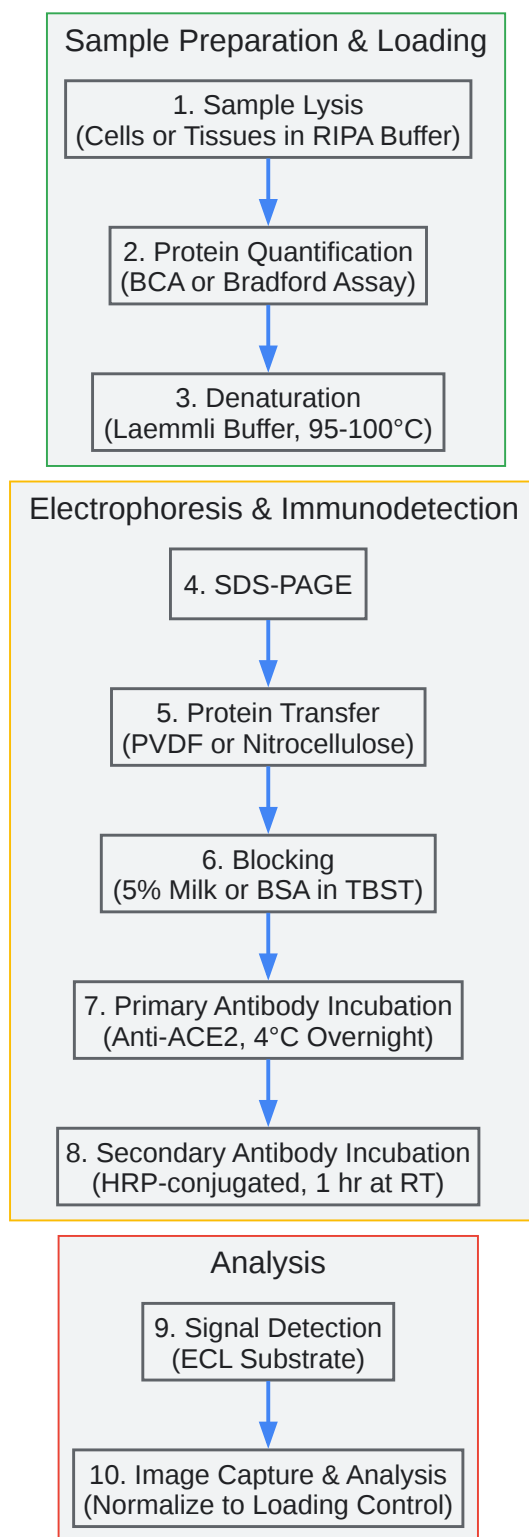 Sample Preparation & Loading
1. Sample Lysis
(Cells or Tissues in RIPA Buffer)
2. Protein Quantification
(BCA or Bradford Assay)
3. Denaturation
(Laemmli Buffer, 95-100°C)
Electrophoresis & Immunodetection
4. SDS-PAGE
5. Protein Transfer
(PVDF or Nitrocellulose)
6. Blocking
(5% Milk or BSA in TBST)
7. Primary Antibody Incubation
(Anti-ACE2, 4°C Overnight)
8. Secondary Antibody Incubation
(HRP-conjugated, 1 hr at RT)
Analysis
9. Signal Detection
(ECL Substrate)
10. Image Capture & Analysis
(Normalize to Loading Control)